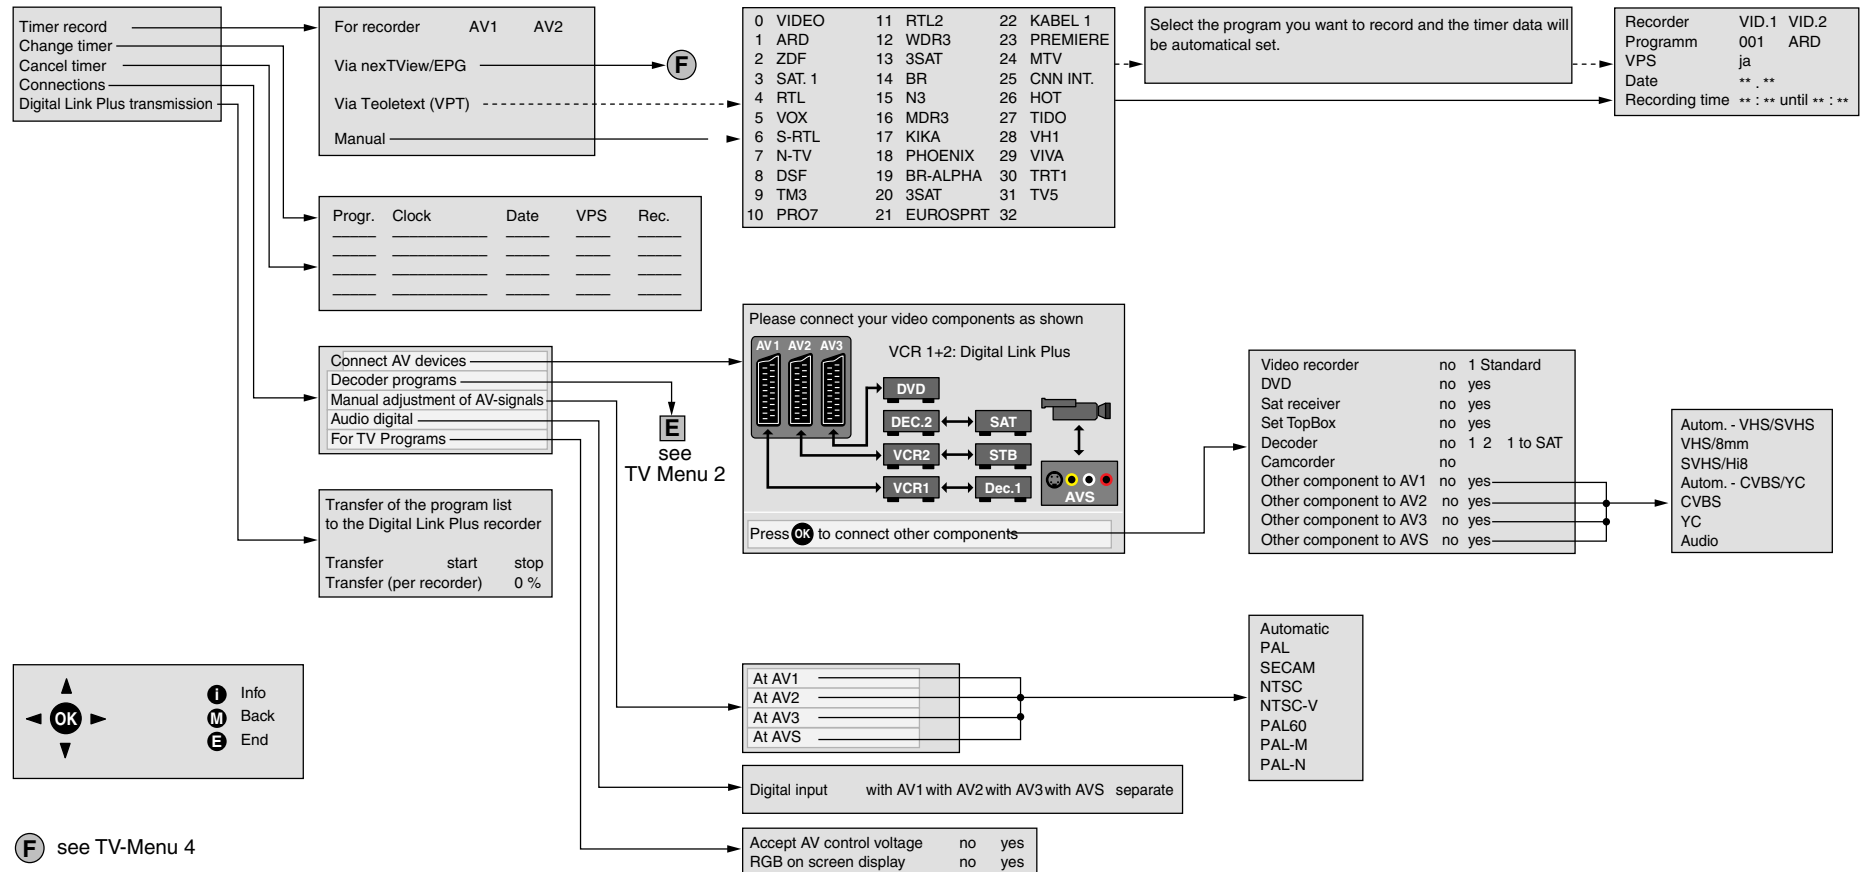 Timer record
Change timer
Cancel timer
Connections
Digital Link Plus transmission
For recorder AV1 AV2
Via nexTView/EPG
F
Via Teoletext (VPT)
Manual
0 VIDEO 11 RTL2 22 KABEL 1
1 ARD 12 WDR3 23 PREMIERE
2 ZDF 13 3SAT 24 MTV
3 SAT. 1 14 BR 25 CNN INT.
4 RTL 15 N3 26 HOT
5 VOX 16 MDR3 27 TIDO
6 S-RTL 17 KIKA 28 VH1
7 N-TV 18 PHOENIX 29 VIVA
8 DSF 19 BR-ALPHA 30 TRT1
9 TM3 20 3SAT 31 TV5
10 PRO7 21 EUROSPRT 32
Select the program you want to record and the timer data will
be automatical set.
Recorder VID.1 VID.2
Programm 001 ARD
VPS ja
Date ** . **
Recording time ** : ** until ** : **
Progr. Clock Date VPS Rec.
Connect AV devices
Decoder programs
Manual adjustment of AV-signals
Audio digital
For TV Programs
E
see
TV Menu 2
Please connect your video components as shown
AV1 AV2 AV3
VCR 1+2: Digital Link Plus
DVD
DEC.2 SAT
VCR2 STB
VCR1 Dec.1
AVS
Press OK to connect other components
Video recorder no 1 Standard
DVD no yes
Sat receiver no yes
Set TopBox no yes
Decoder no 1 2 1 to SAT
Camcorder no
Other component to AV1 no yes
Other component to AV2 no yes
Other component to AV3 no yes
Other component to AVS no yes
Autom. - VHS/SVHS
VHS/8mm
SVHS/Hi8
Autom. - CVBS/YC
CVBS
YC
Audio
Transfer of the program list
to the Digital Link Plus recorder
Transfer start stop
Transfer (per recorder) 0 %
At AV1
At AV2
At AV3
At AVS
Automatic
PAL
SECAM
NTSC
NTSC-V
PAL60
PAL-M
PAL-N
OK
i Info
M Back
E End
Digital input with AV1 with AV2 with AV3 with AVS separate
Accept AV control voltage no yes
RGB on screen display no yes
F see TV-Menu 4